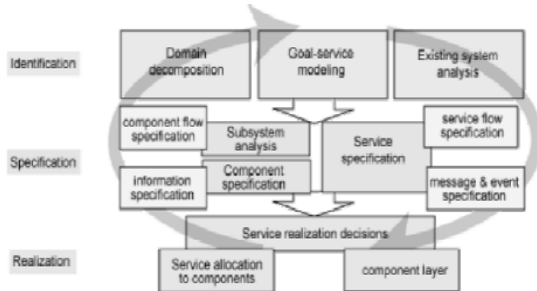 Identification
Domain
decomposition
Goal-service
modeling
Existing system
analysis
Specification
component flow
specification
Subsystem
analysis
Service
specification
service flow
specification
information
specification
Component
specification
message & event
specification
Service realization decisions
Realization
Service allocation
to components
component layer